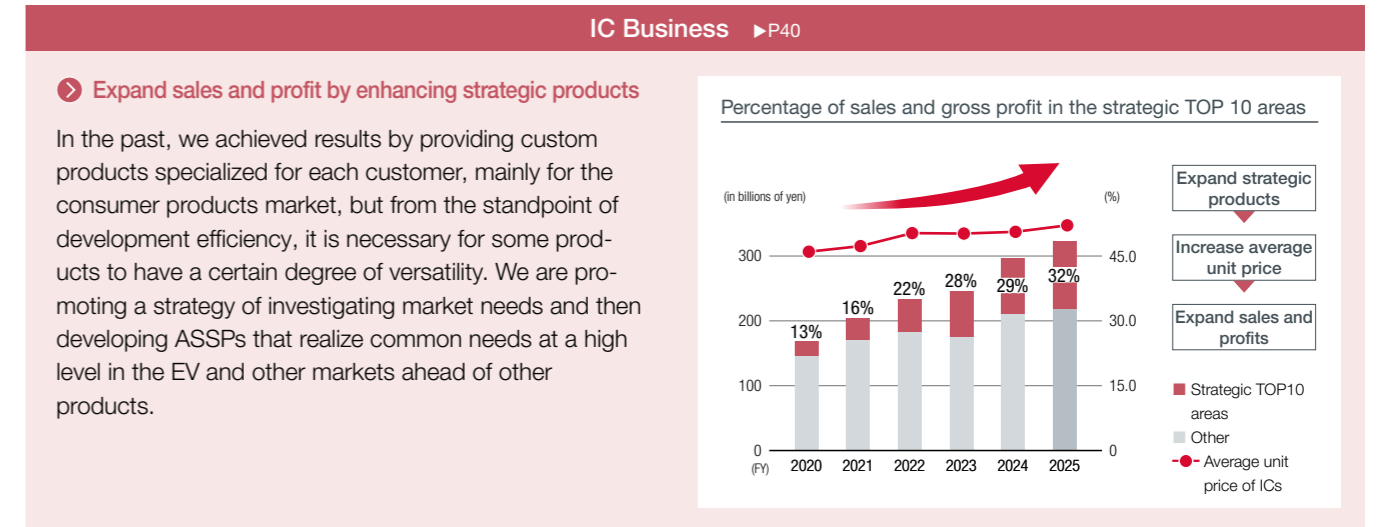 IC Business ▶P40
Expand sales and profit by enhancing strategic products
In the past, we achieved results by providing custom
products specialized for each customer, mainly for the
consumer products market, but from the standpoint of
development efficiency, it is necessary for some prod-
ucts to have a certain degree of versatility. We are pro-
moting a strategy of investigating market needs and then
developing ASSPs that realize common needs at a high
level in the EV and other markets ahead of other
products.
Percentage of sales and gross profit in the strategic TOP 10 areas
(in billions of yen) (%)
300 45.0
200 30.0
100 15.0
0 0
13% 16% 22% 28% 29% 32%
(FY) 2020 2021 2022 2023 2024 2025
Expand strategic
products
Increase average
unit price
Expand sales and
profits
Strategic TOP10
areas
Other
Average unit
price of ICs